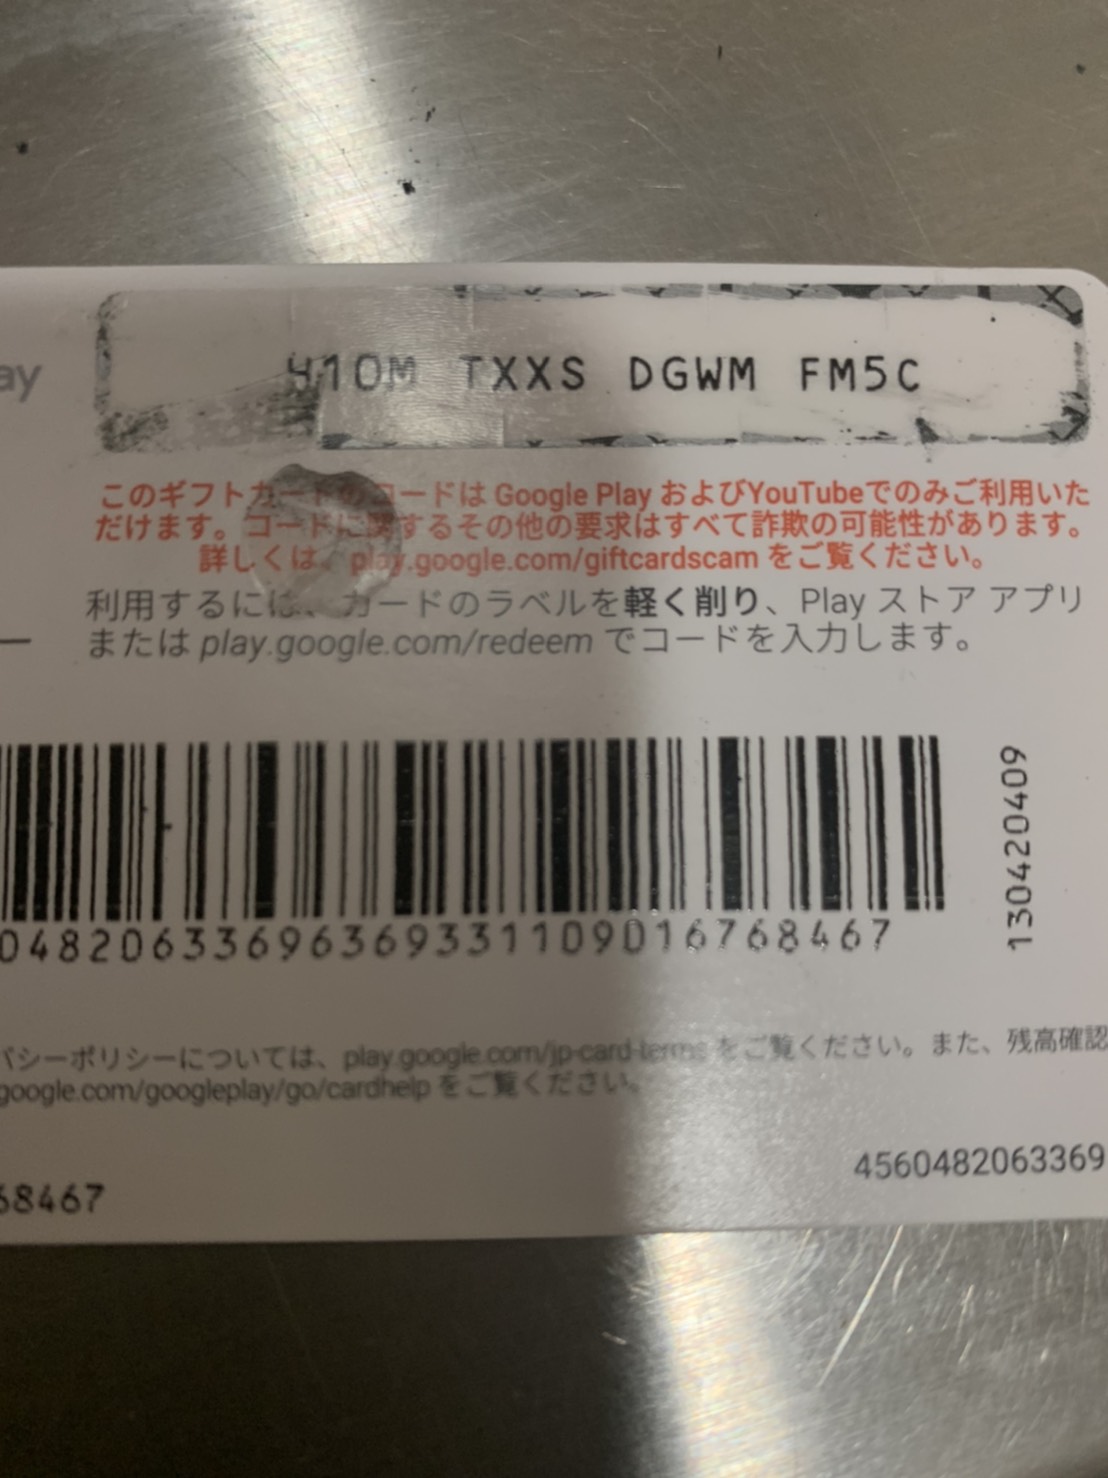 ay
410M TXXS DGWM FM5C
このギフトカードのコードは Google Play およびYouTubeでのみご利用いた
だけます。コードに関するその他の要求はすべて詐欺の可能性があります。
詳しくは、play.google.com/giftcardscam をご覧ください。
利用するには、カードのラベルを軽く削り、Play ストア アプリ
または play.google.com/redeem でコードを入力します。
048206336963693311090167 68467
130420409
バシーポリシーについては、play.google.com/jp-card-terms をご覧ください。また、残高確認
google.com/googleplay/go/cardhelp をご覧ください。
4560482063369
68467